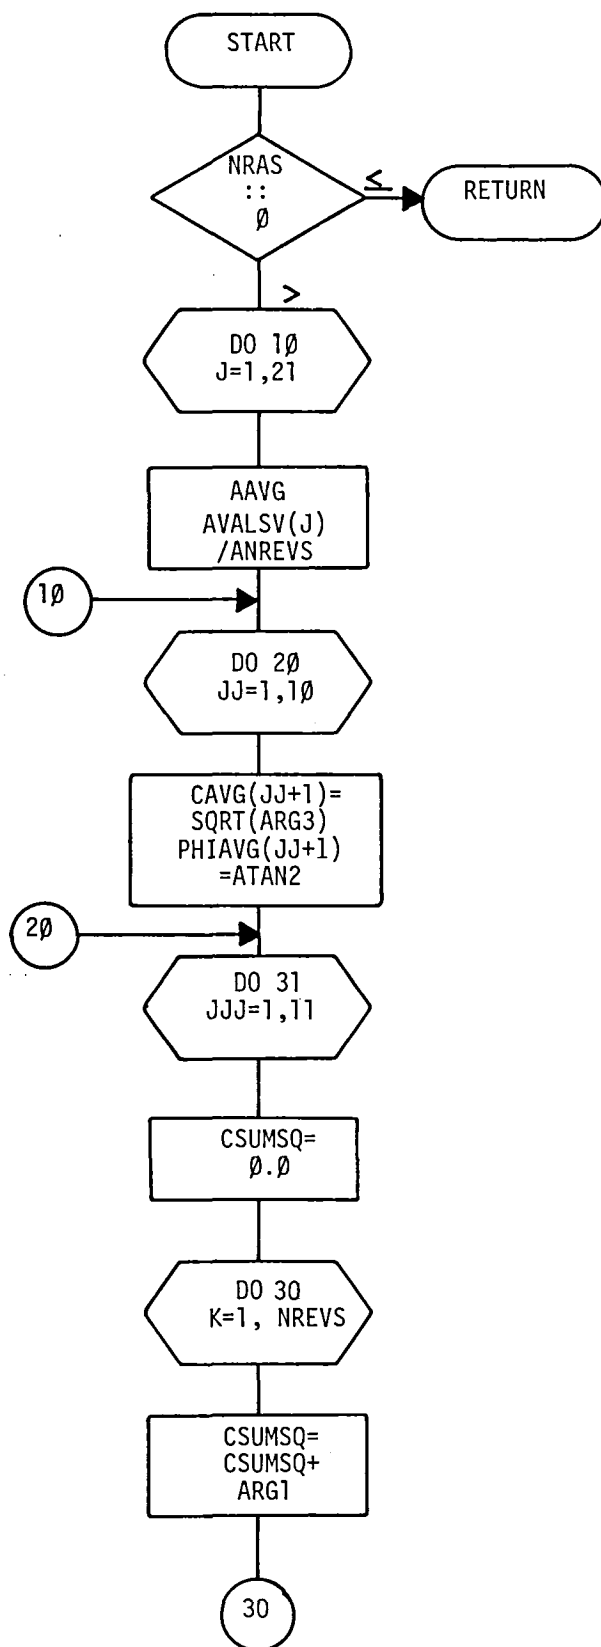 START
NRAS
::
Ø
≤
RETURN
>
DO 1Ø
J=1,21
AAVG
AVALSV(J)
/ANREVS
1Ø
DO 2Ø
JJ=1,1Ø
CAVG(JJ+1)=
SQRT(ARG3)
PHIAVG(JJ+1)
=ATAN2
2Ø
DO 31
JJJ=1,11
CSUMSQ=
Ø.Ø
DO 30
K=1, NREVS
CSUMSQ=
CSUMSQ+
ARG1
30